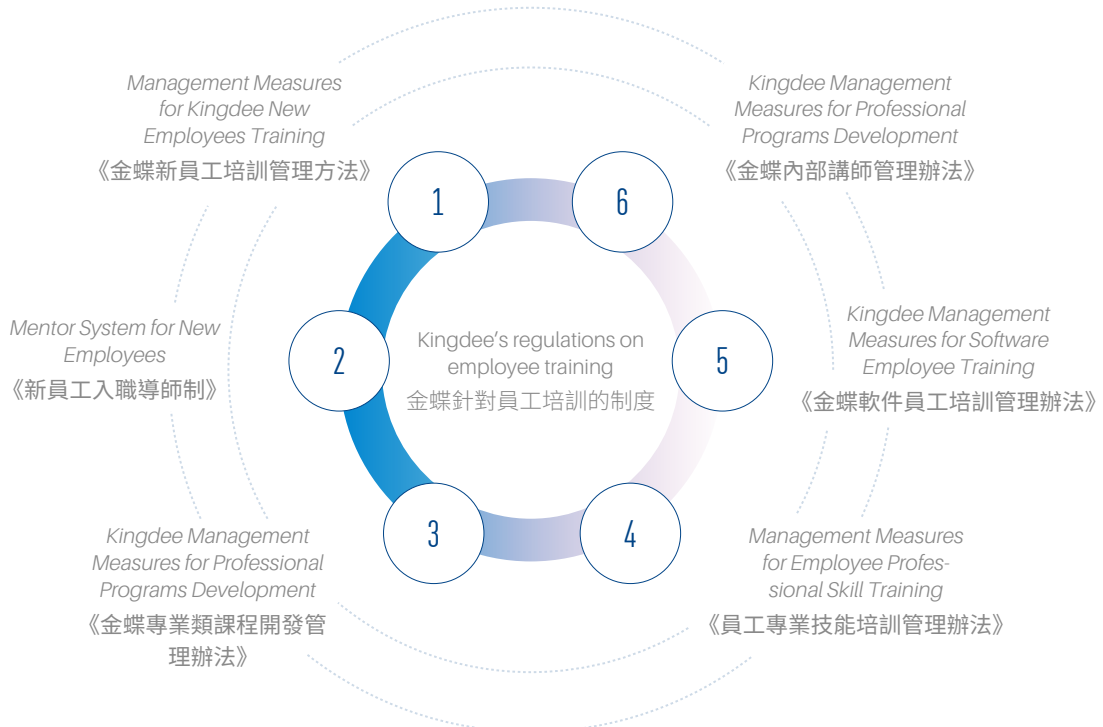 Management Measures
for Kingdee New
Employees Training
《金蝶新員工培訓管理方法》
1
Mentor System for New
Employees
《新員工入職導師制》
2
Kingdee Management
Measures for Professional
Programs Development
《金蝶專業類課程開發管
理辦法》
3
Management Measures
for Employee Profes-
sional Skill Training
《員工專業技能培訓管理辦法》
4
Kingdee Management
Measures for Software
Employee Training
《金蝶軟件員工培訓管理辦法》
5
Kingdee Management
Measures for Professional
Programs Development
《金蝶內部講師管理辦法》
6
Kingdee’s regulations on
employee training
金蝶針對員工培訓的制度